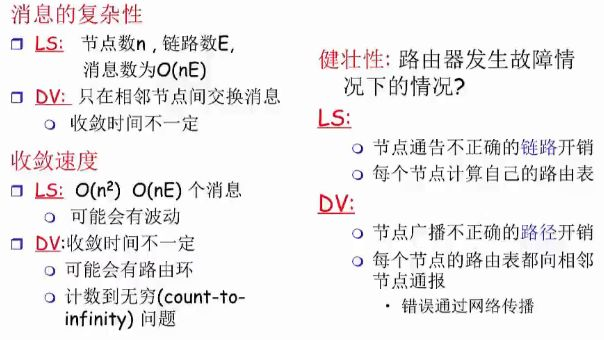 消息的复杂性
LS: 节点数n , 链路数E,
消息数为O(nE)
DV: 只在相邻节点间交换消息
收敛时间不一定
收敛速度
LS: O(n²) O(nE) 个消息
可能会有波动
DV:收敛时间不一定
可能会有路由环
计数到无穷(count-to-
infinity) 问题
健壮性: 路由器发生故障情
况下的情况?
LS:
节点通告不正确的链路开销
每个节点计算自己的路由表
DV:
节点广播不正确的路径开销
每个节点的路由表都向相邻
节点通报
错误通过网络传播